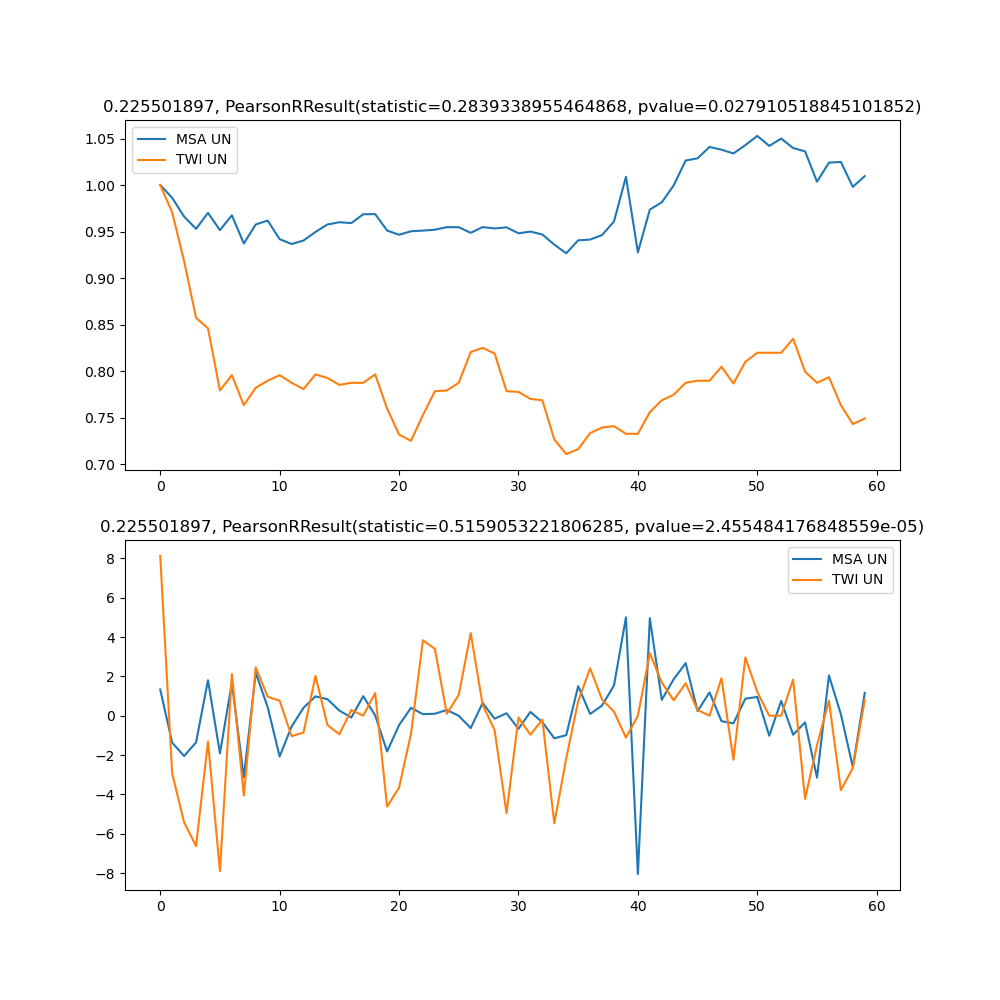 0.225501897, PearsonRResult(statistic=0.2839338955464868, pvalue=0.027910518845101852)
MSA UN
TWI UN
1.05
1.00
0.95
0.90
0.85
0.80
0.75
0.70
0 10 20 30 40 50 60
0.225501897, PearsonRResult(statistic=0.5159053221806285, pvalue=2.455484176848559e-05)
MSA UN
TWI UN
8
6
4
2
0
−2
−4
−6
−8
0 10 20 30 40 50 60